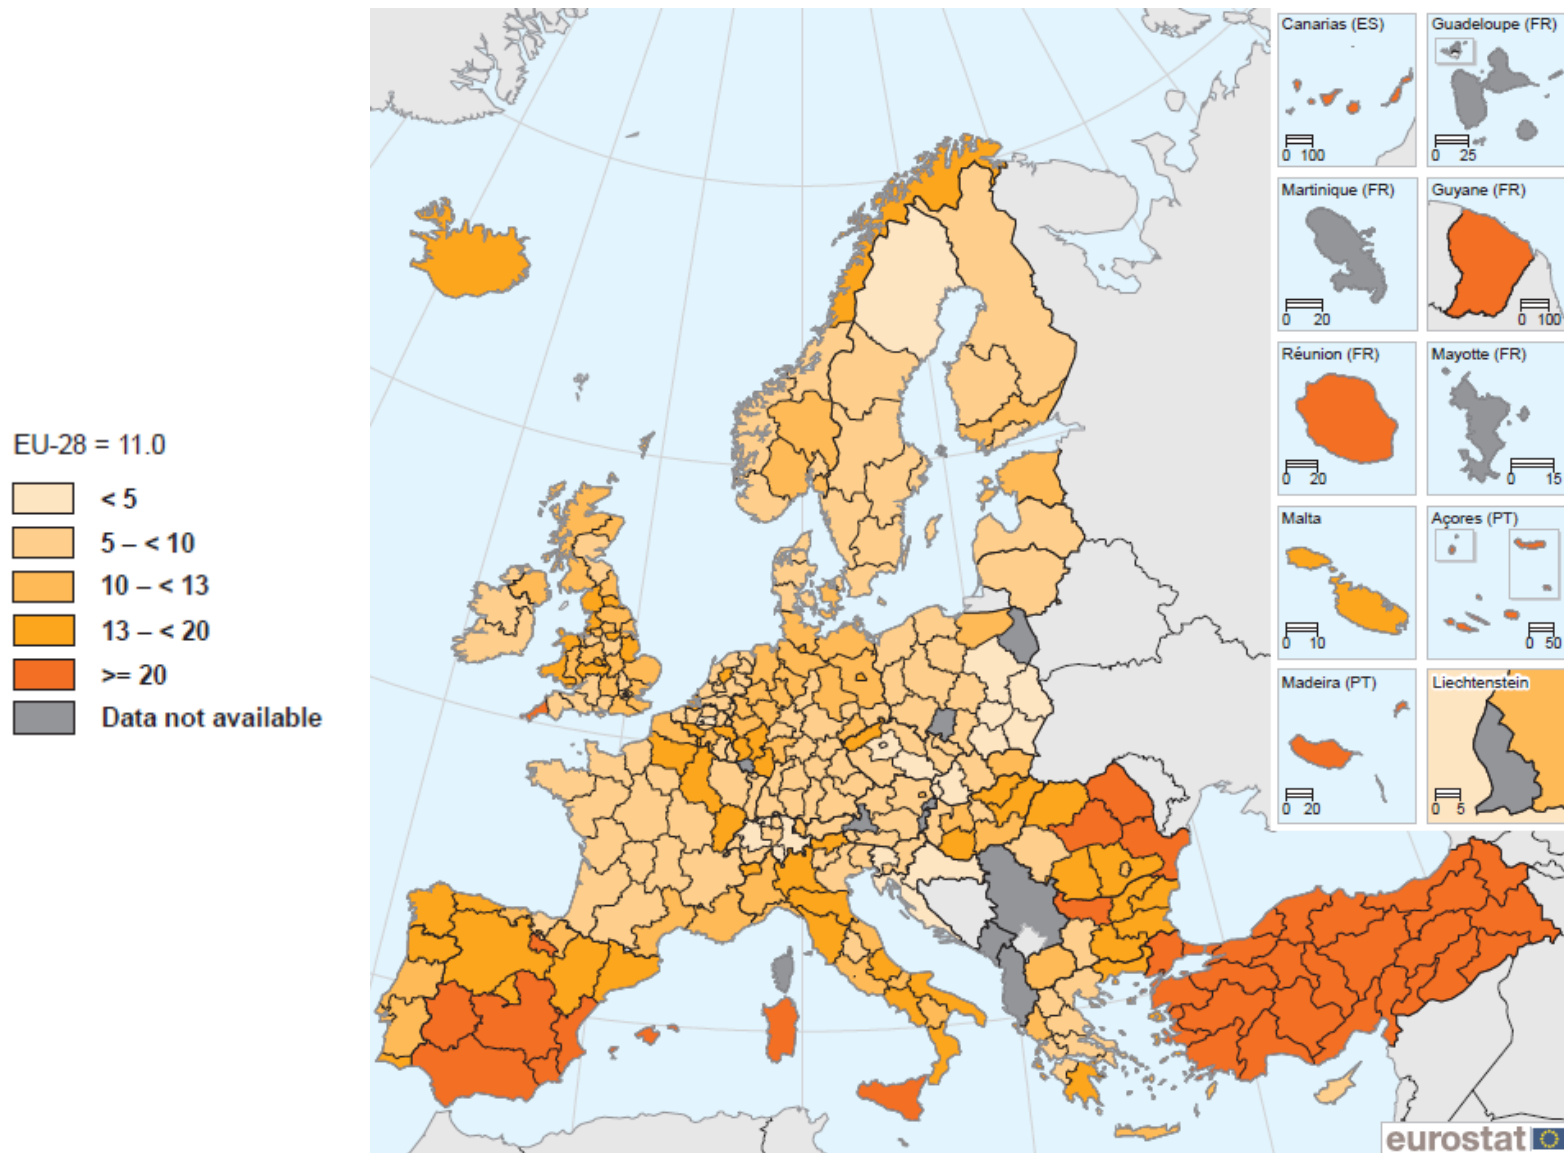 EU-28 = 11.0
< 5
5 – < 10
10 – < 13
13 – < 20
>= 20
Data not available
Canarias (ES)
0 100
Guadeloupe (FR)
0 25
Martinique (FR)
0 20
Guyane (FR)
0 100
Réunion (FR)
0 20
Mayotte (FR)
0 15
Malta
0 10
Açores (PT)
0 50
Madeira (PT)
0 20
Liechtenstein
0 5
eurostat